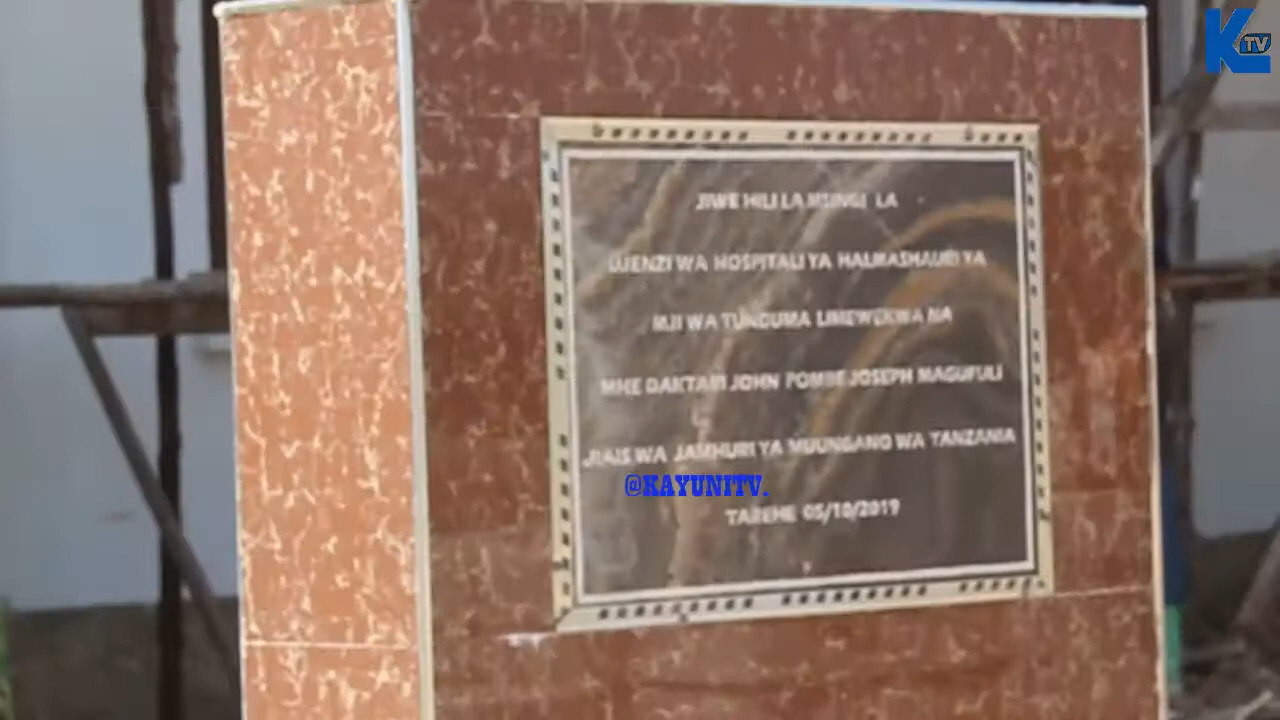 K TV
JIWE HILI LA MSINGI LA
UJENZI WA HOSPITALI YA HALMASHAURI YA
MJI WA TUNDUMA LIMEWEKWA NA
MHE DAKTARI JOHN POMBE JOSEPH MAGUFULI
RAIS WA JAMHURI YA MUUNGANO WA TANZANIA
@KAYUNITV.
TAREHE 05/10/2019